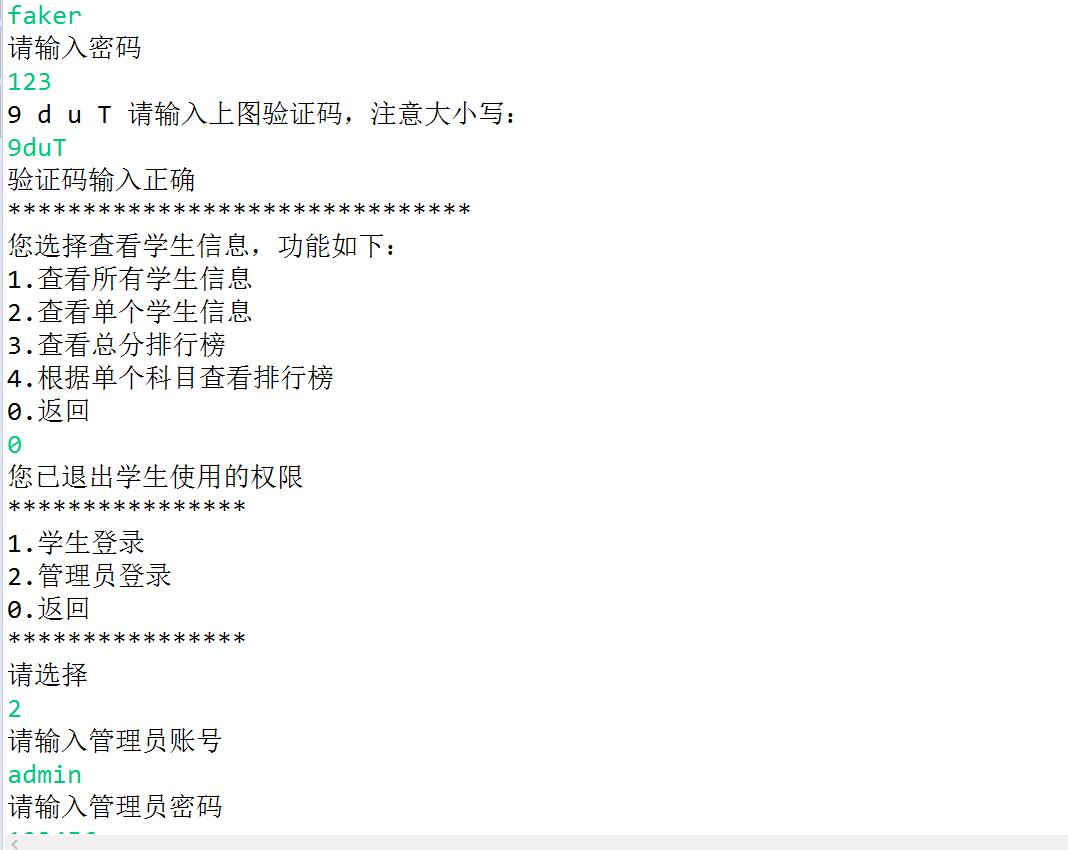 faker
请输入密码
123
9 d u T 请输入上图验证码，注意大小写：
9duT
验证码输入正确
*******************************
您选择查看学生信息，功能如下：
1.查看所有学生信息
2.查看单个学生信息
3.查看总分排行榜
4.根据单个科目查看排行榜
0.返回
0
您已退出学生使用的权限
****************
1.学生登录
2.管理员登录
0.返回
****************
请选择
2
请输入管理员账号
admin
请输入管理员密码